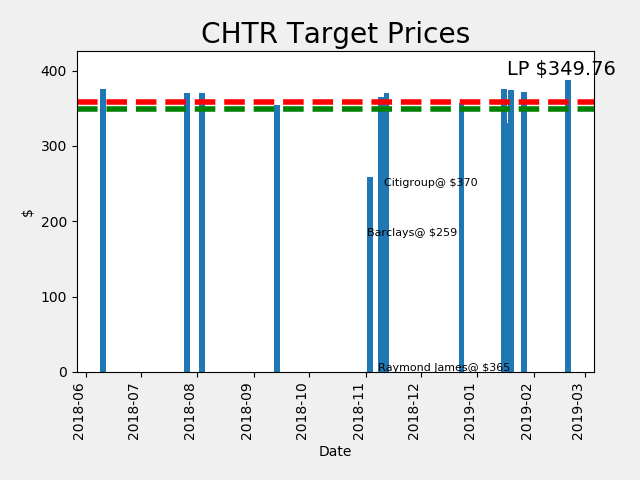 CHTR Target Prices
LP $349.76
400
300
200
100
0
$
Citigroup@ $370
Barclays@ $259
Raymond James@ $365
2018-06
2018-07
2018-08
2018-09
2018-10
2018-11
2018-12
2019-01
2019-02
2019-03
Date